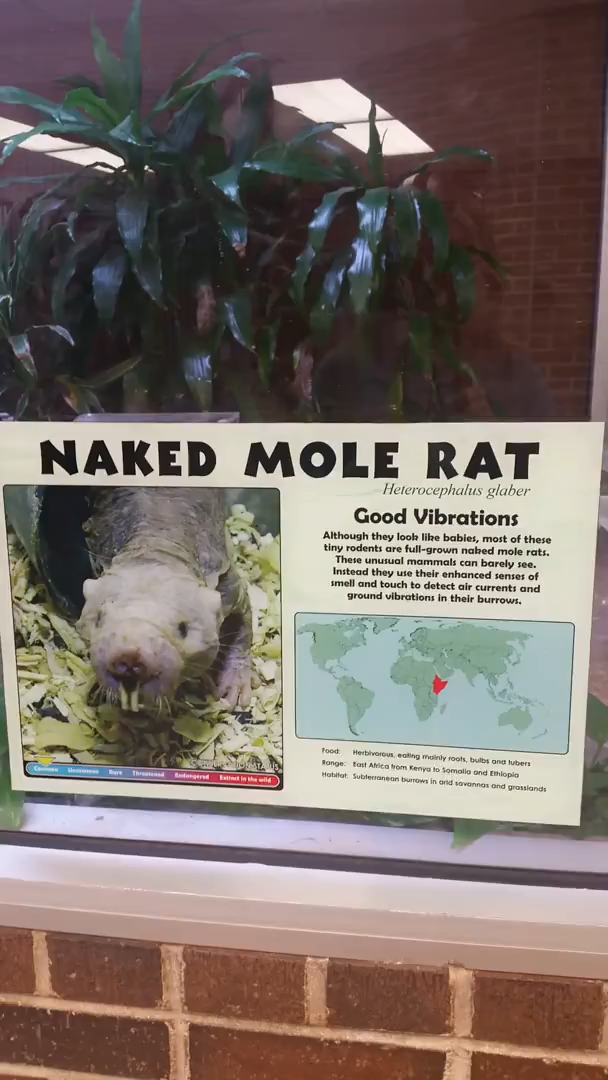 NAKED MOLE RAT
Heterocephalus glaber
Good Vibrations
Although they look like babies, most of these
tiny rodents are full-grown naked mole rats.
These unusual mammals can barely see.
Instead they use their enhanced senses of
smell and touch to detect air currents and
ground vibrations in their burrows.
Common Uncommon Rare Threatened Endangered Extinct in the wild
Food: Herbivorous, eating mainly roots, bulbs and tubers
Range: East Africa from Kenya to Somalia and Ethiopia
Habitat: Subterranean burrows in arid savannas and grasslands